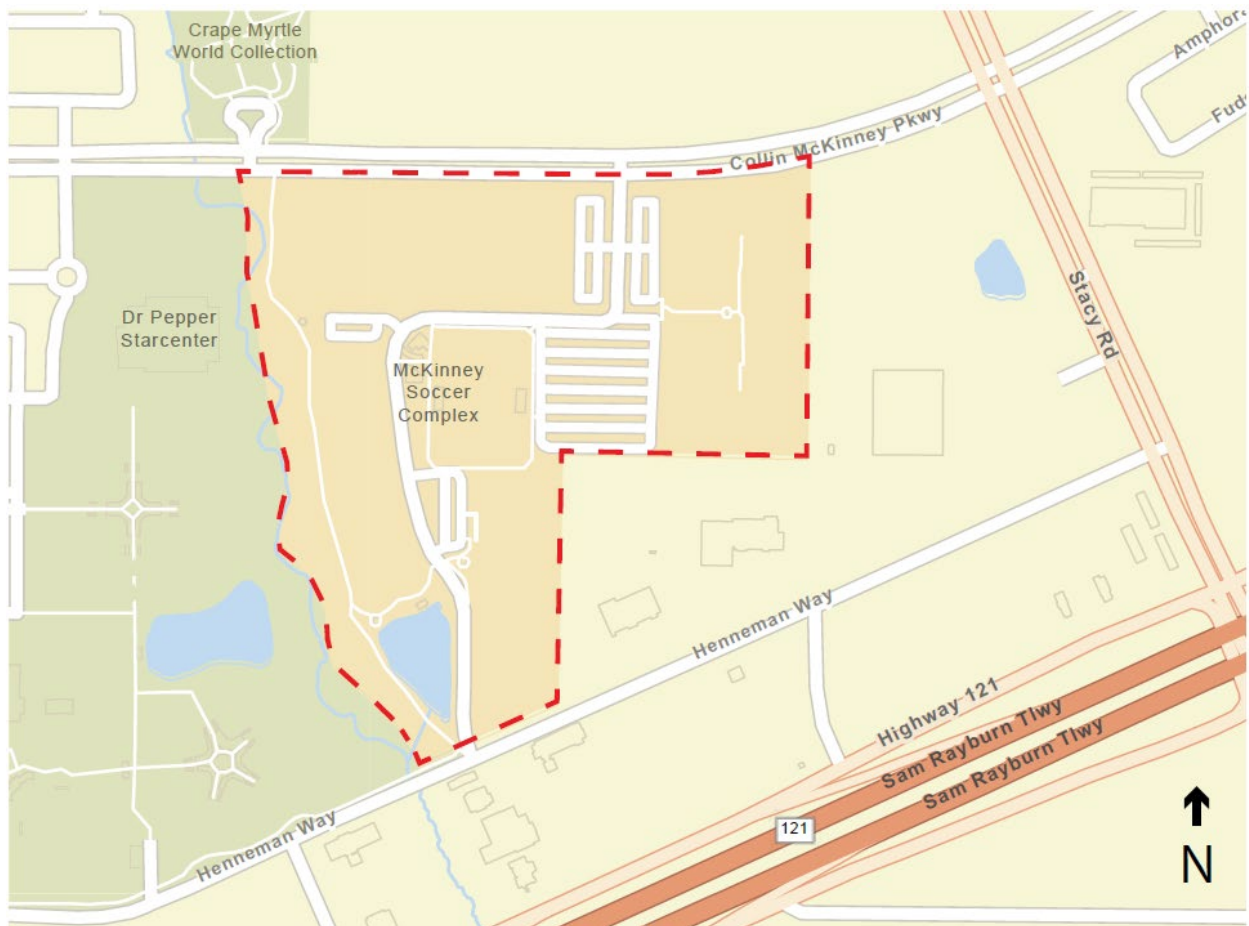 Crape Myrtle
World Collection
Amphora
Collin McKinney Pkwy
Dr Pepper
Starcenter
Stacy Rd
McKinney
Soccer
Complex
Henneman Way
Highway 121
Sam Rayburn Tlwy
Sam Rayburn Tlwy
121
Henneman Way
N